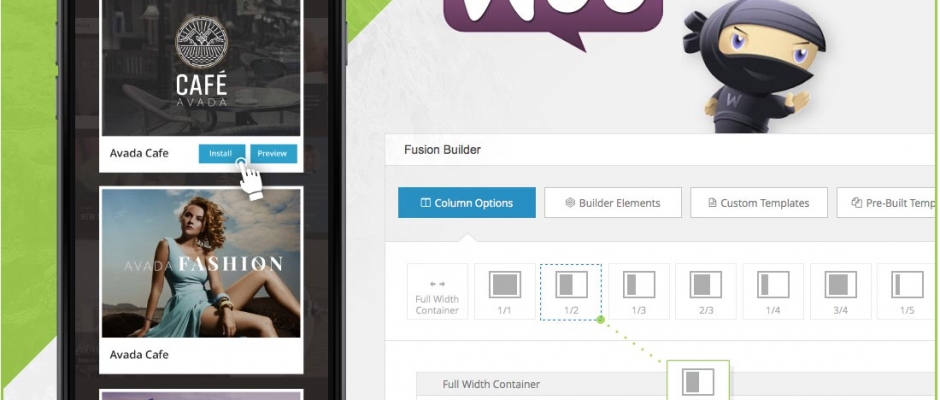 WOO
CAFÉ
AVADA
Avada Cafe
Install
Preview
AVADA FASHION
Avada Cafe
W
Fusion Builder
Column Options
Builder Elements
Custom Templates
Pre-Built Temp
Full Width
Container
1/1
1/2
1/3
2/3
1/4
3/4
1/5
Full Width Container